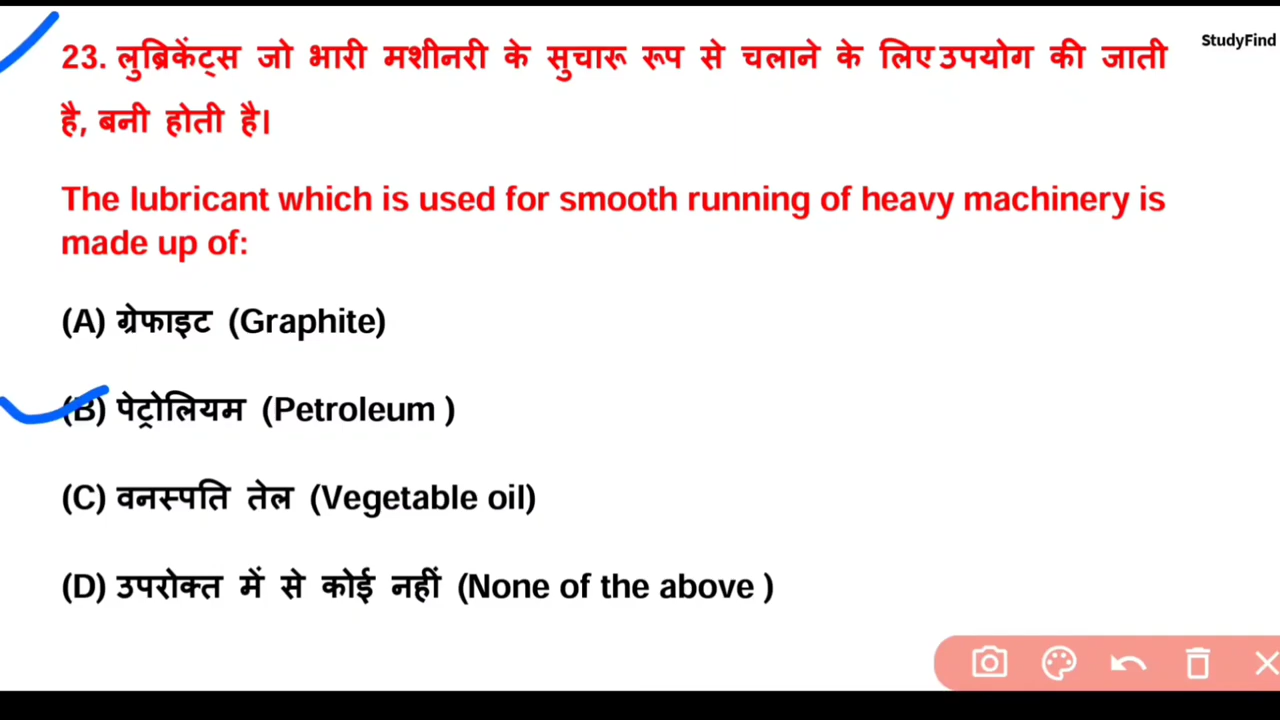 StudyFind
23. लुब्रिकेंट्स जो भारी मशीनरी के सुचारू रूप से चलाने के लिए उपयोग की जाती
है, बनी होती है।
The lubricant which is used for smooth running of heavy machinery is
made up of:
(A) ग्रेफाइट (Graphite)
(B) पेट्रोलियम (Petroleum )
(C) वनस्पति तेल (Vegetable oil)
(D) उपरोक्त में से कोई नहीं (None of the above )